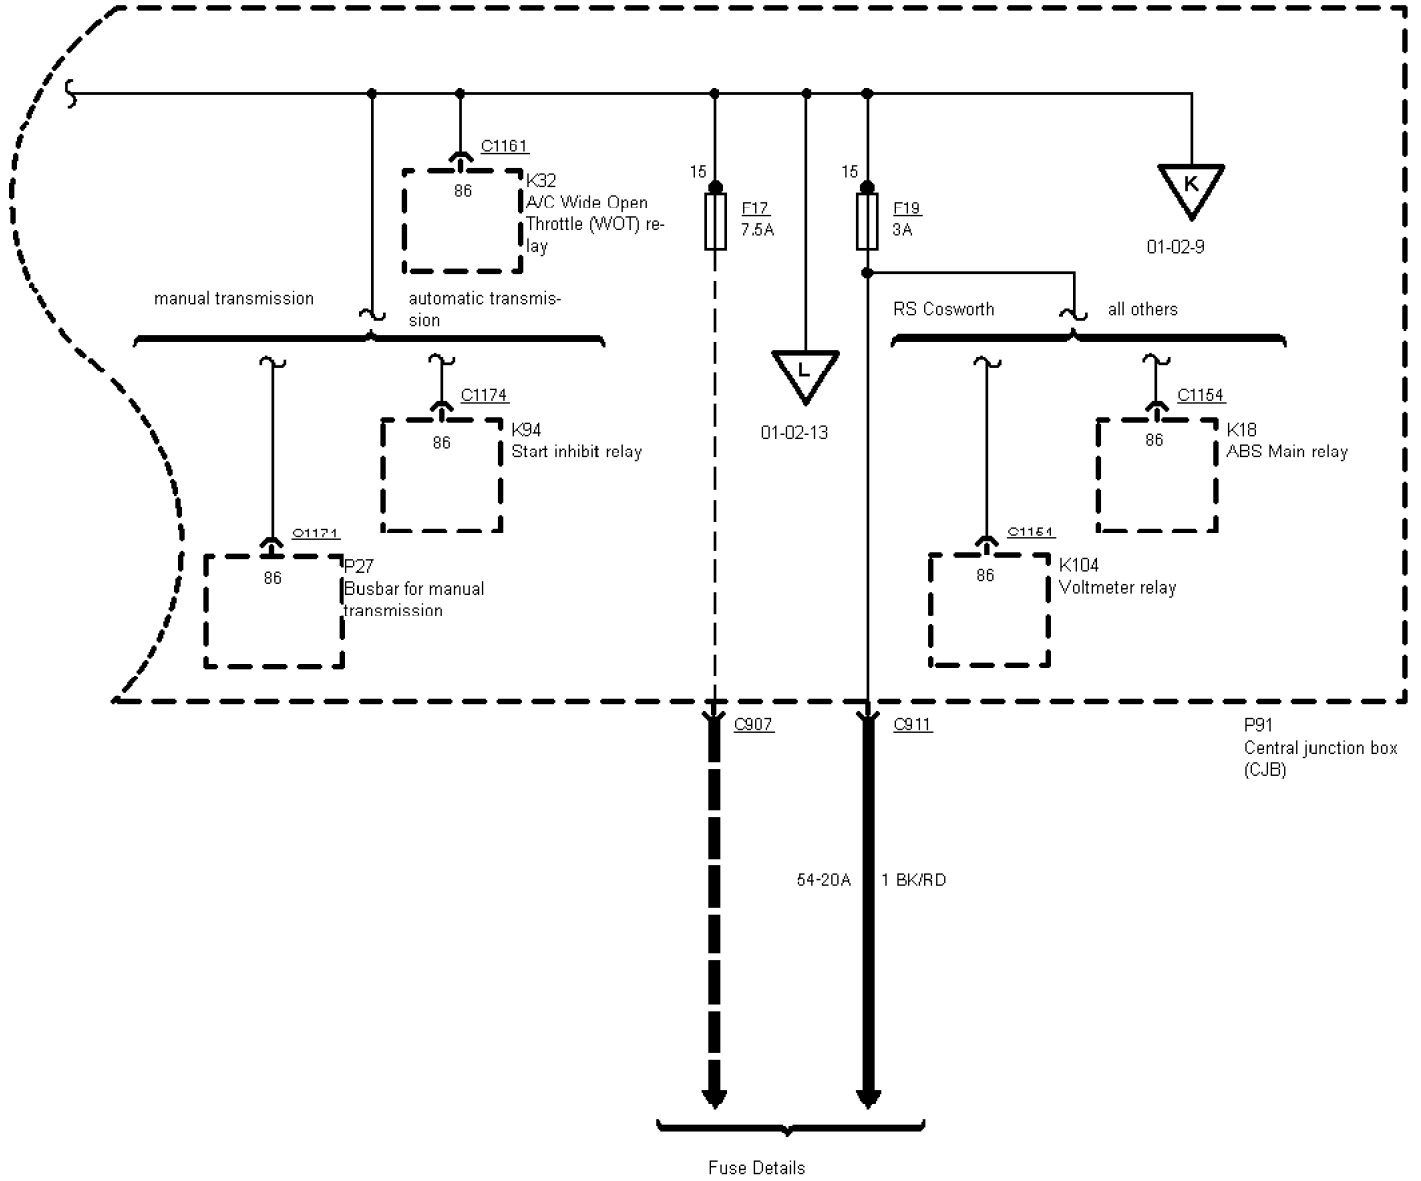 C1161
86
K32
A/C Wide Open
Throttle (WOT) re-
lay
15
F17
7.5A
15
F19
3A
K
01-02-9
manual transmission
automatic transmis-
sion
RS Cosworth
all others
L
01-02-13
C1174
86
K94
Start inhibit relay
C1154
86
K18
ABS Main relay
C1171
86
P27
Busbar for manual
transmission
C1154
86
K104
Voltmeter relay
C907
C911
P91
Central junction box
(CJB)
54-20A
1 BK/RD
Fuse Details